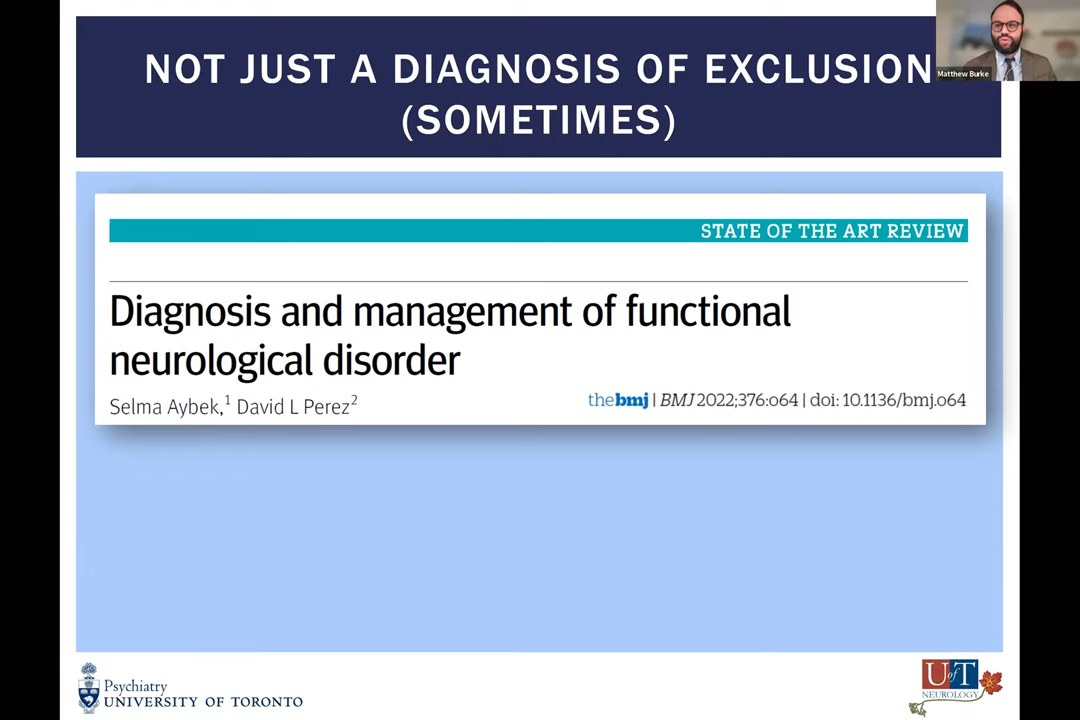 NOT JUST A DIAGNOSIS OF EXCLUSION
(SOMETIMES)
Matthew Burke
STATE OF THE ART REVIEW
Diagnosis and management of functional
neurological disorder
Selma Aybek,1 David L Perez2
thebmj | BMJ 2022;376:o64 | doi: 10.1136/bmj.o64
Psychiatry
UNIVERSITY OF TORONTO
UofT
NEUROLOGY